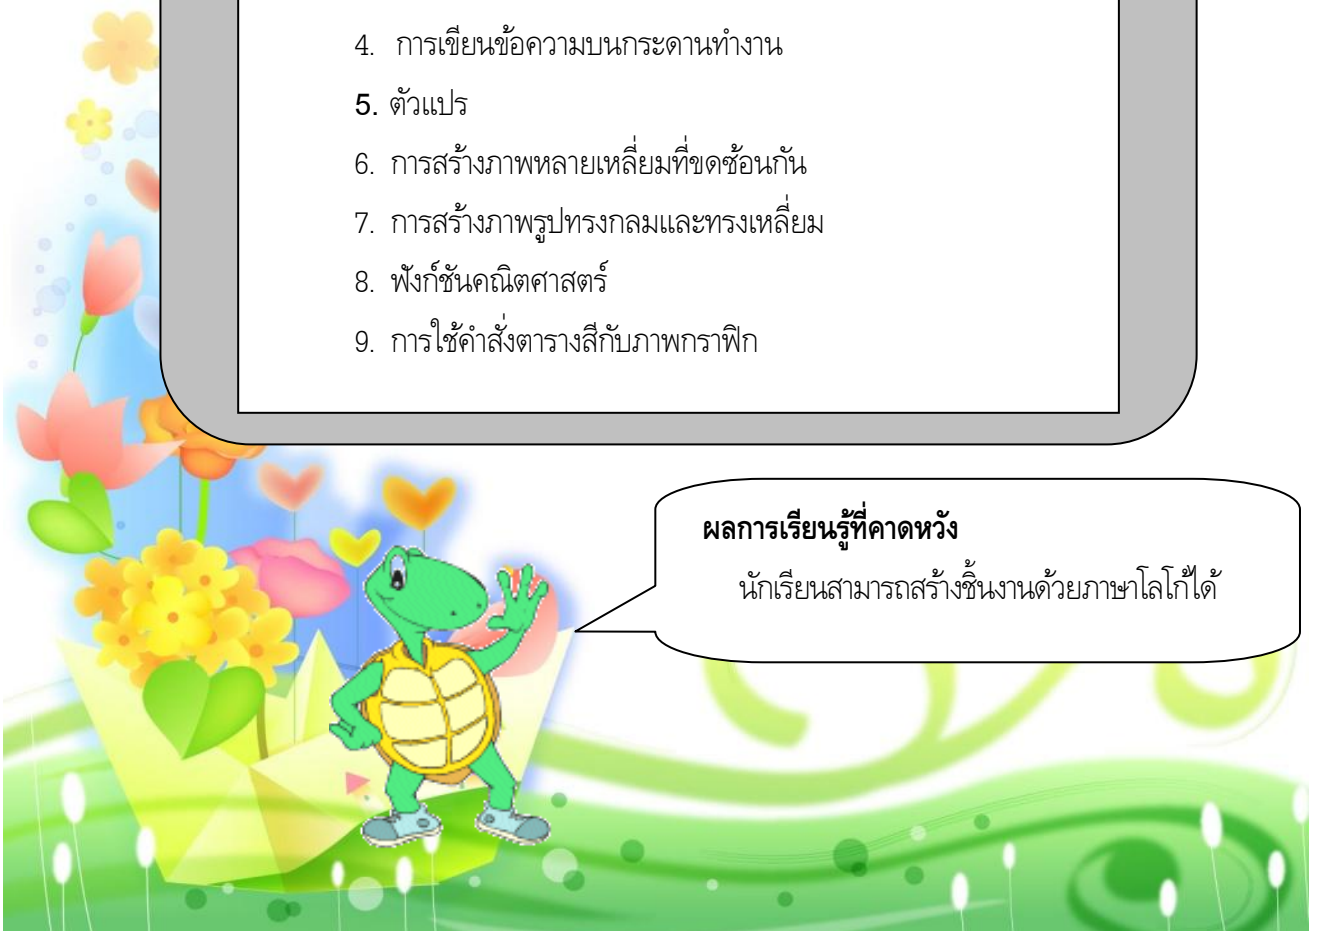 4. การเขียนข้อความบนกระดานทำงาน
5. ตัวแปร
6. การสร้างภาพหลายเหลี่ยมที่ขดซ้อนกัน
7. การสร้างภาพรูปทรงกลมและทรงเหลี่ยม
8. ฟังก์ชันคณิตศาสตร์
9. การใช้คำสั่งตารางสีกับภาพกราฟิก
ผลการเรียนรู้ที่คาดหวัง
นักเรียนสามารถสร้างชิ้นงานด้วยภาษาโลโก้ได้